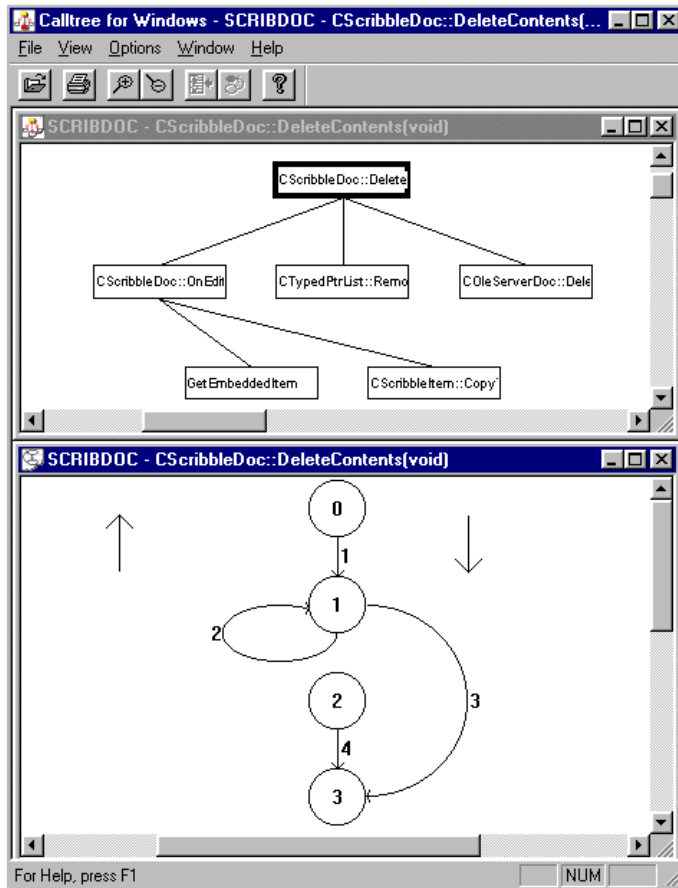 Calltree for Windows - SCRIBDOC - CScribbleDoc::DeleteContents(...
File View Options Window Help
SCRIBDOC - CScribbleDoc::DeleteContents(void)
CScribbleDoc::Delete
CScribbleDoc::OnEdit CTypedPtrList::Remo COleServerDoc::Dele
GetEmbeddedItem CScribbleItem::Copy
SCRIBDOC - CScribbleDoc::DeleteContents(void)
0
1
1
2
2
3
4
3
For Help, press F1 NUM